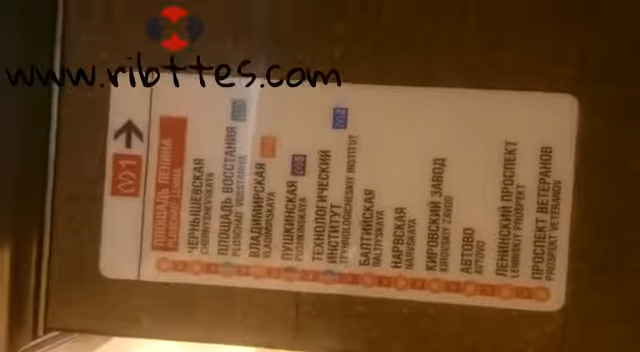 www.ribttes.com
M1
ПЛОЩАДЬ ЛЕНИНА
PLOSHCHAD' LENINA
ЧЕРНЫШЕВСКАЯ
CHERNYSHEVSKAYA
ПЛОЩАДЬ ВОССТАНИЯ
PLOSHCHAD' VOSSTANIYA
ВЛАДИМИРСКАЯ
VLADIMIRSKAYA
ПУШКИНСКАЯ
PUSHKINSKAYA
ТЕХНОЛОГИЧЕСКИЙ
ИНСТИТУТ
TEKHNOLOGICHESKIY INSTITUT
БАЛТИЙСКАЯ
BALTIYSKAYA
НАРВСКАЯ
NARVSKAYA
КИРОВСКИЙ ЗАВОД
KIROVSKIY ZAVOD
АВТОВО
AVTOVO
ЛЕНИНСКИЙ ПРОСПЕКТ
LENINSKIY PROSPEKT
ПРОСПЕКТ ВЕТЕРАНОВ
PROSPEKT VETERANOV